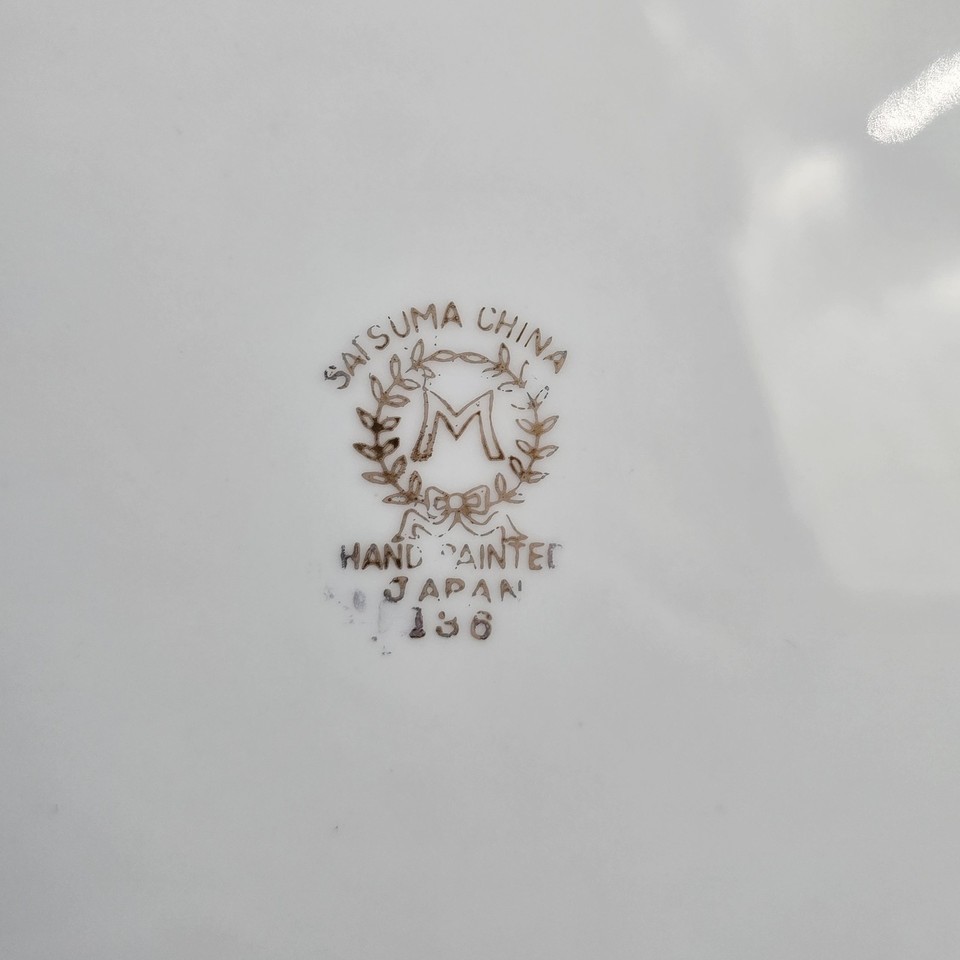 SATSUMA CHINA
M
HAND PAINTED
JAPAN
136